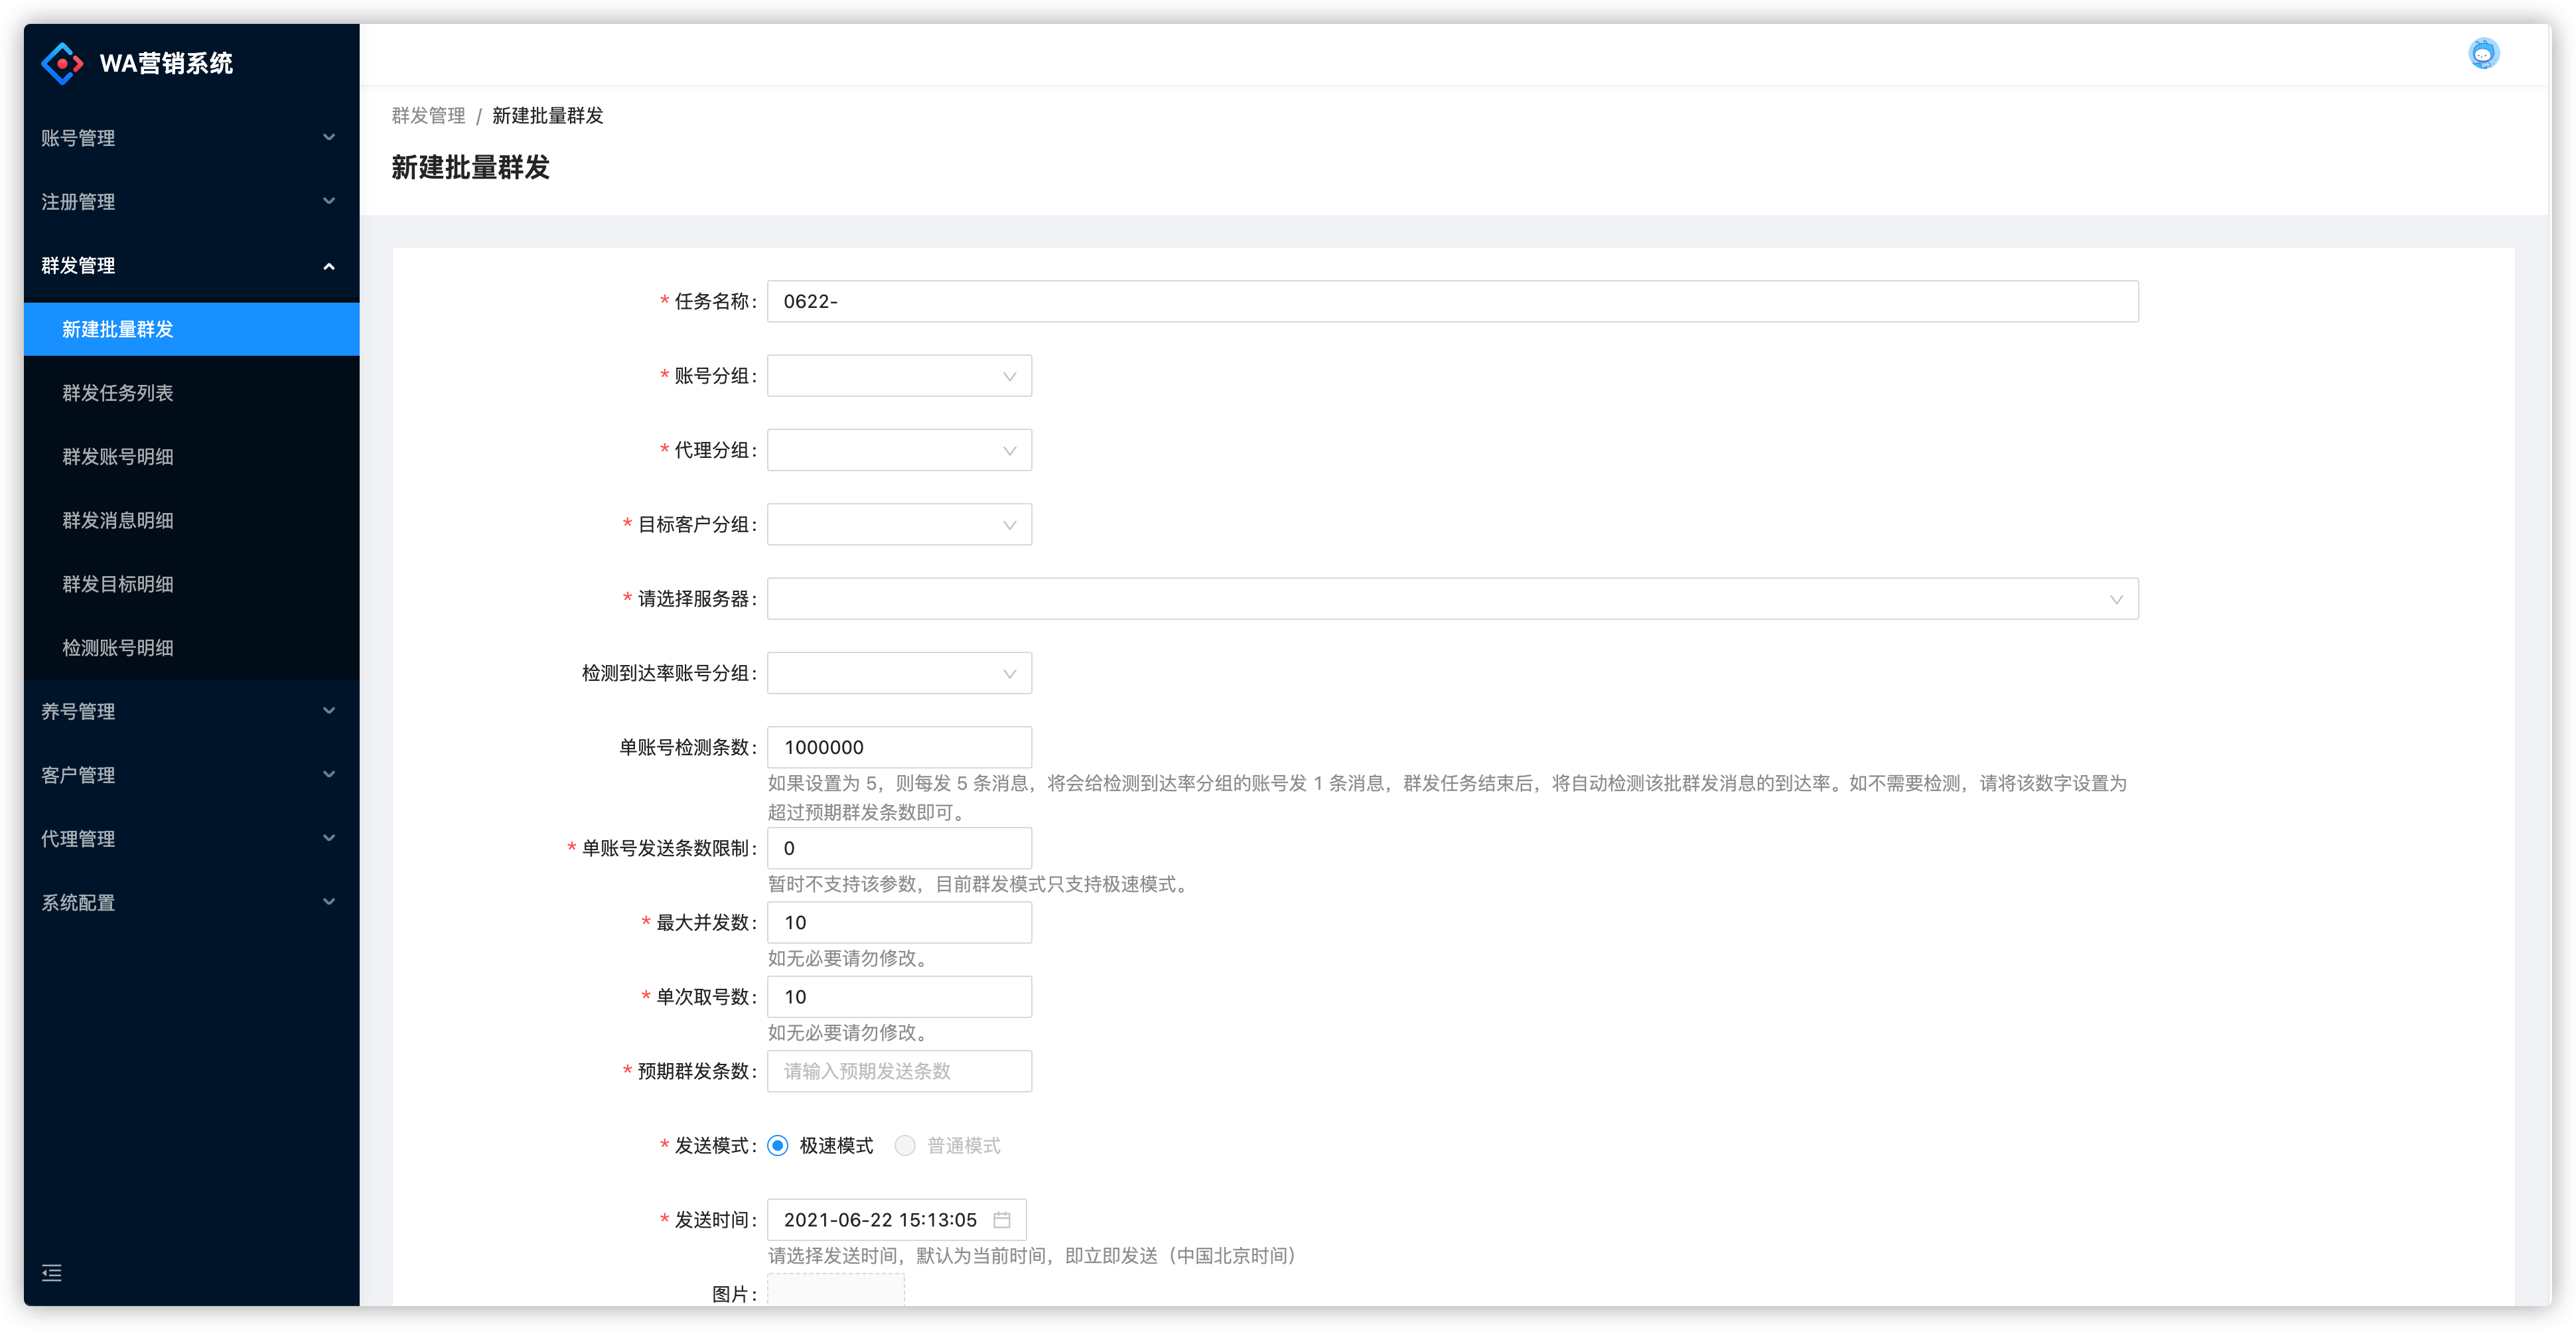 WA营销系统
账号管理
注册管理
群发管理
新建批量群发
群发任务列表
群发账号明细
群发消息明细
群发目标明细
检测账号明细
养号管理
客户管理
代理管理
系统配置
群发管理 / 新建批量群发
新建批量群发
* 任务名称: 0622-
* 账号分组:
* 代理分组:
* 目标客户分组:
* 请选择服务器:
检测到达率账号分组:
单账号检测条数: 1000000
如果设置为 5，则每发 5 条消息，将会给检测到达率分组的账号发 1 条消息，群发任务结束后，将自动检测该批群发消息的到达率。如不需要检测，请将该数字设置为
超过预期群发条数即可。
* 单账号发送条数限制: 0
暂时不支持该参数，目前群发模式只支持极速模式。
* 最大并发数: 10
如无必要请勿修改。
* 单次取号数: 10
如无必要请勿修改。
* 预期群发条数: 请输入预期发送条数
* 发送模式: 极速模式 普通模式
* 发送时间: 2021-06-22 15:13:05
请选择发送时间，默认为当前时间，即立即发送（中国北京时间）
图片: